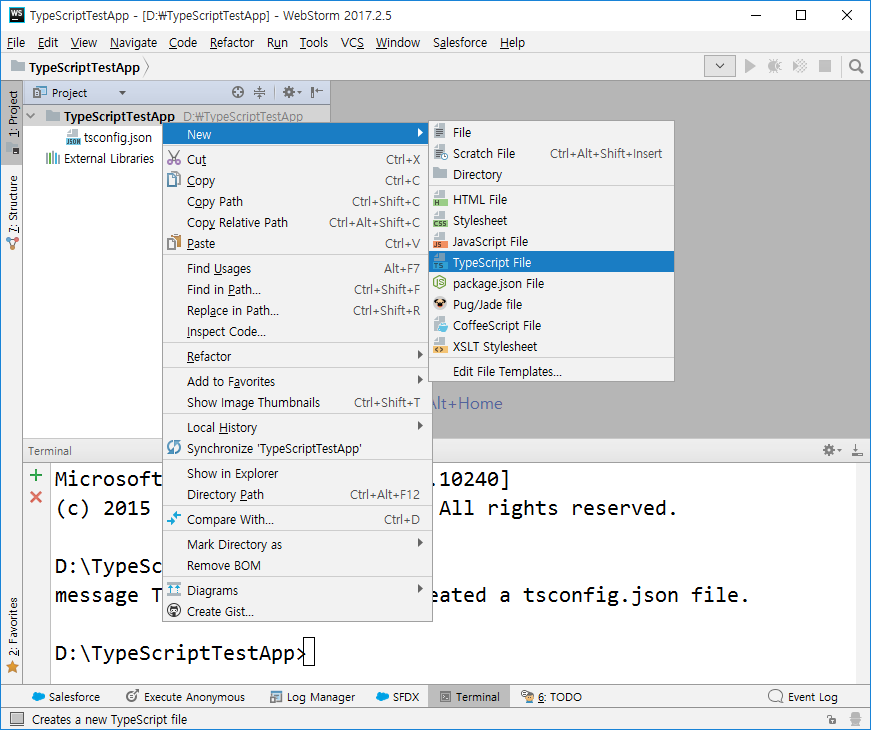 WS TypeScriptTestApp - [D:₩TypeScriptTestApp] - WebStorm 2017.2.5
File Edit View Navigate Code Refactor Run Tools VCS Window Salesforce Help
TypeScriptTestApp
1: Project
7: Structure
2: Favorites
Project
TypeScriptTestApp D:₩TypeScriptTestApp
JSON tsconfig.json
External Libraries
New
Cut Ctrl+X
Copy Ctrl+C
Copy Path Ctrl+Shift+C
Copy Relative Path Ctrl+Alt+Shift+C
Paste Ctrl+V
Find Usages Alt+F7
Find in Path... Ctrl+Shift+F
Replace in Path... Ctrl+Shift+R
Inspect Code...
Refactor
Add to Favorites
Show Image Thumbnails Ctrl+Shift+T
Local History
Synchronize 'TypeScriptTestApp'
Show in Explorer
Directory Path Ctrl+Alt+F12
Compare With... Ctrl+D
Mark Directory as
Remove BOM
Diagrams
Create Gist...
File
Scratch File Ctrl+Alt+Shift+Insert
Directory
H HTML File
CSS Stylesheet
JS JavaScript File
TS TypeScript File
package.json File
Pug/Jade file
CoffeeScript File
<> XSLT Stylesheet
Edit File Templates...
Alt+Home
Terminal
Microsoft .10240]
(c) 2015 All rights reserved.
D:\TypeSc
message T eated a tsconfig.json file.
D:\TypeScriptTestApp>
Salesforce Execute Anonymous Log Manager SFDX Terminal 6: TODO Event Log
Creates a new TypeScript file